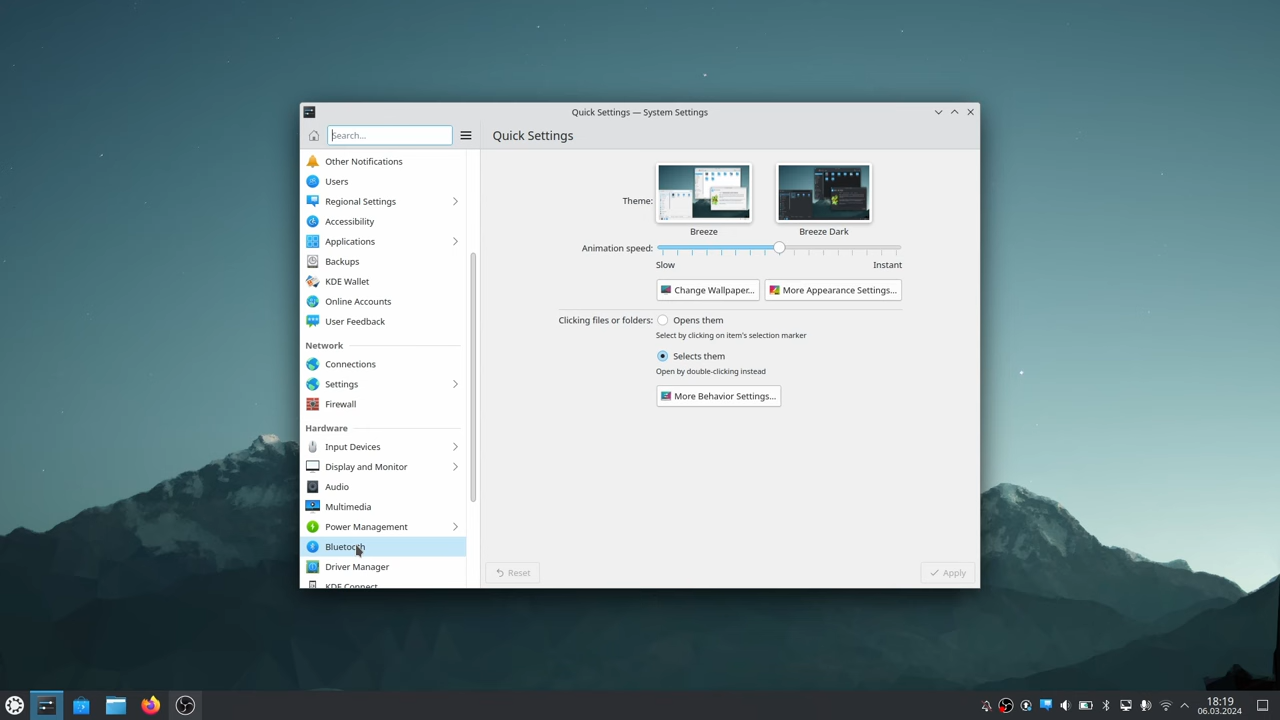 Quick Settings — System Settings
Search...
Quick Settings
Other Notifications
Users
Regional Settings
Accessibility
Applications
Backups
KDE Wallet
Online Accounts
User Feedback
Network
Connections
Settings
Firewall
Hardware
Input Devices
Display and Monitor
Audio
Multimedia
Power Management
Bluetooth
Driver Manager
KDE Connect
Theme:
Breeze
Breeze Dark
Animation speed:
Slow
Instant
Change Wallpaper...
More Appearance Settings...
Clicking files or folders:
Opens them
Select by clicking on item's selection marker
Selects them
Open by double-clicking instead
More Behavior Settings...
Reset
Apply
18:19
06.03.2024